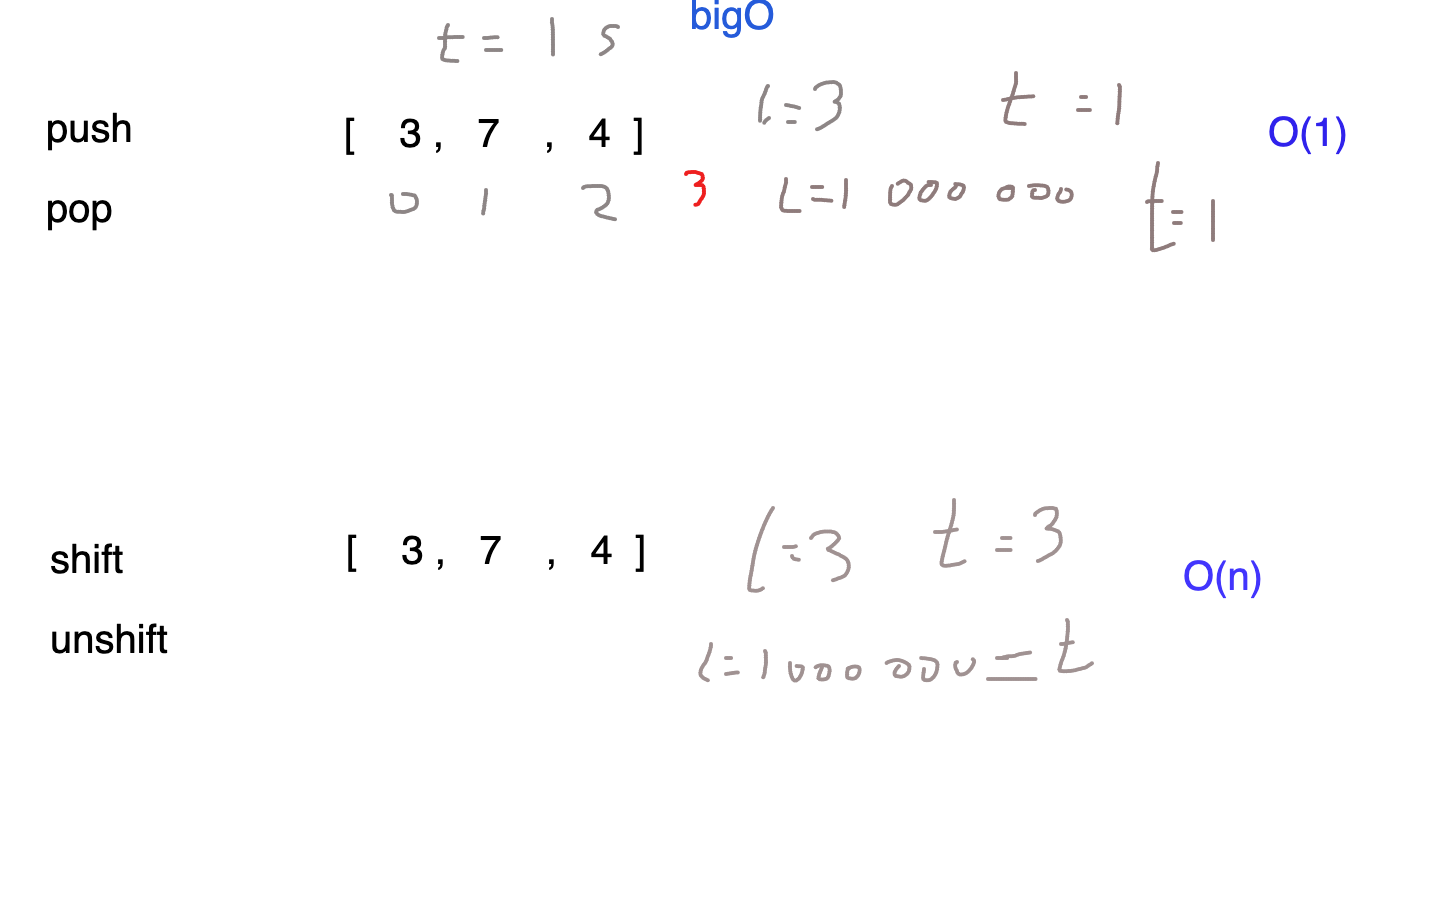 bigO
t = 1 s
push [ 3 , 7 , 4 ] l=3 t = 1 O(1)
pop 0 1 2 3 L=1 000 000 t=1
shift [ 3 , 7 , 4 ] l=3 t = 3 O(n)
unshift l=1 000 000 = t